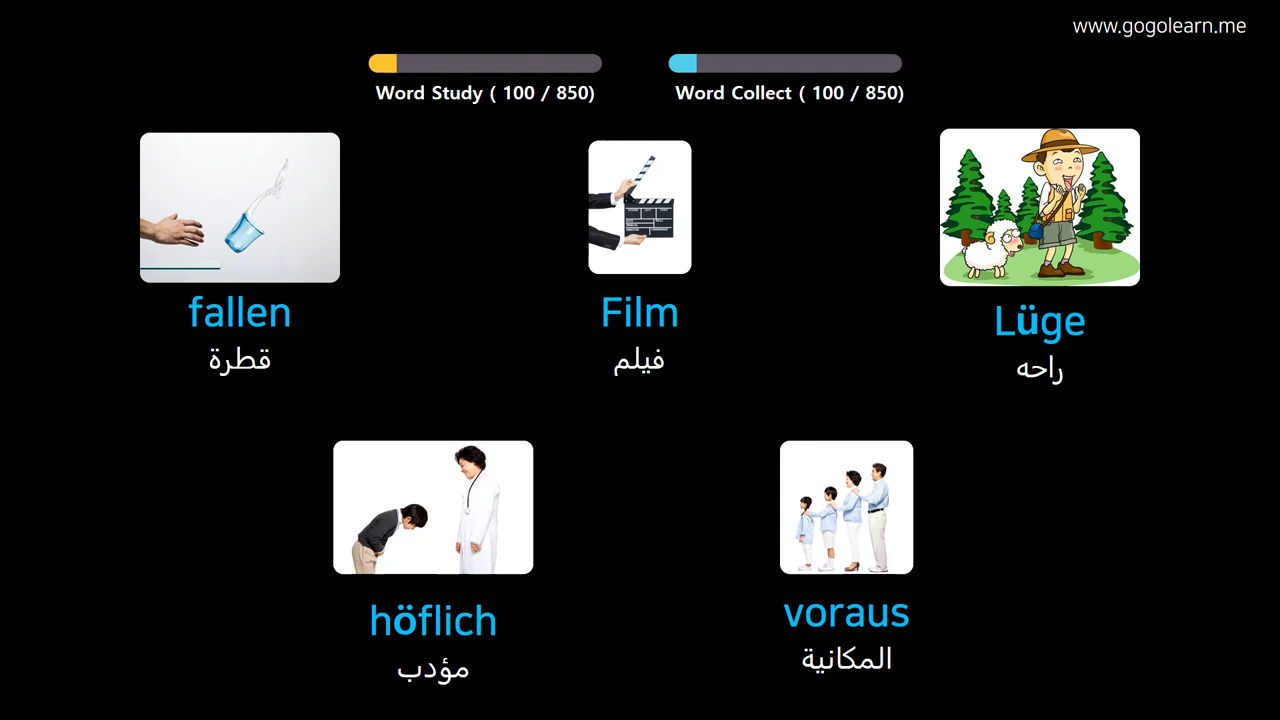 www.gogolearn.me
Word Study ( 100 / 850)
Word Collect ( 100 / 850)
fallen
قطرة
Film
فيلم
Lüge
راحه
höflich
مؤدب
voraus
المكانية